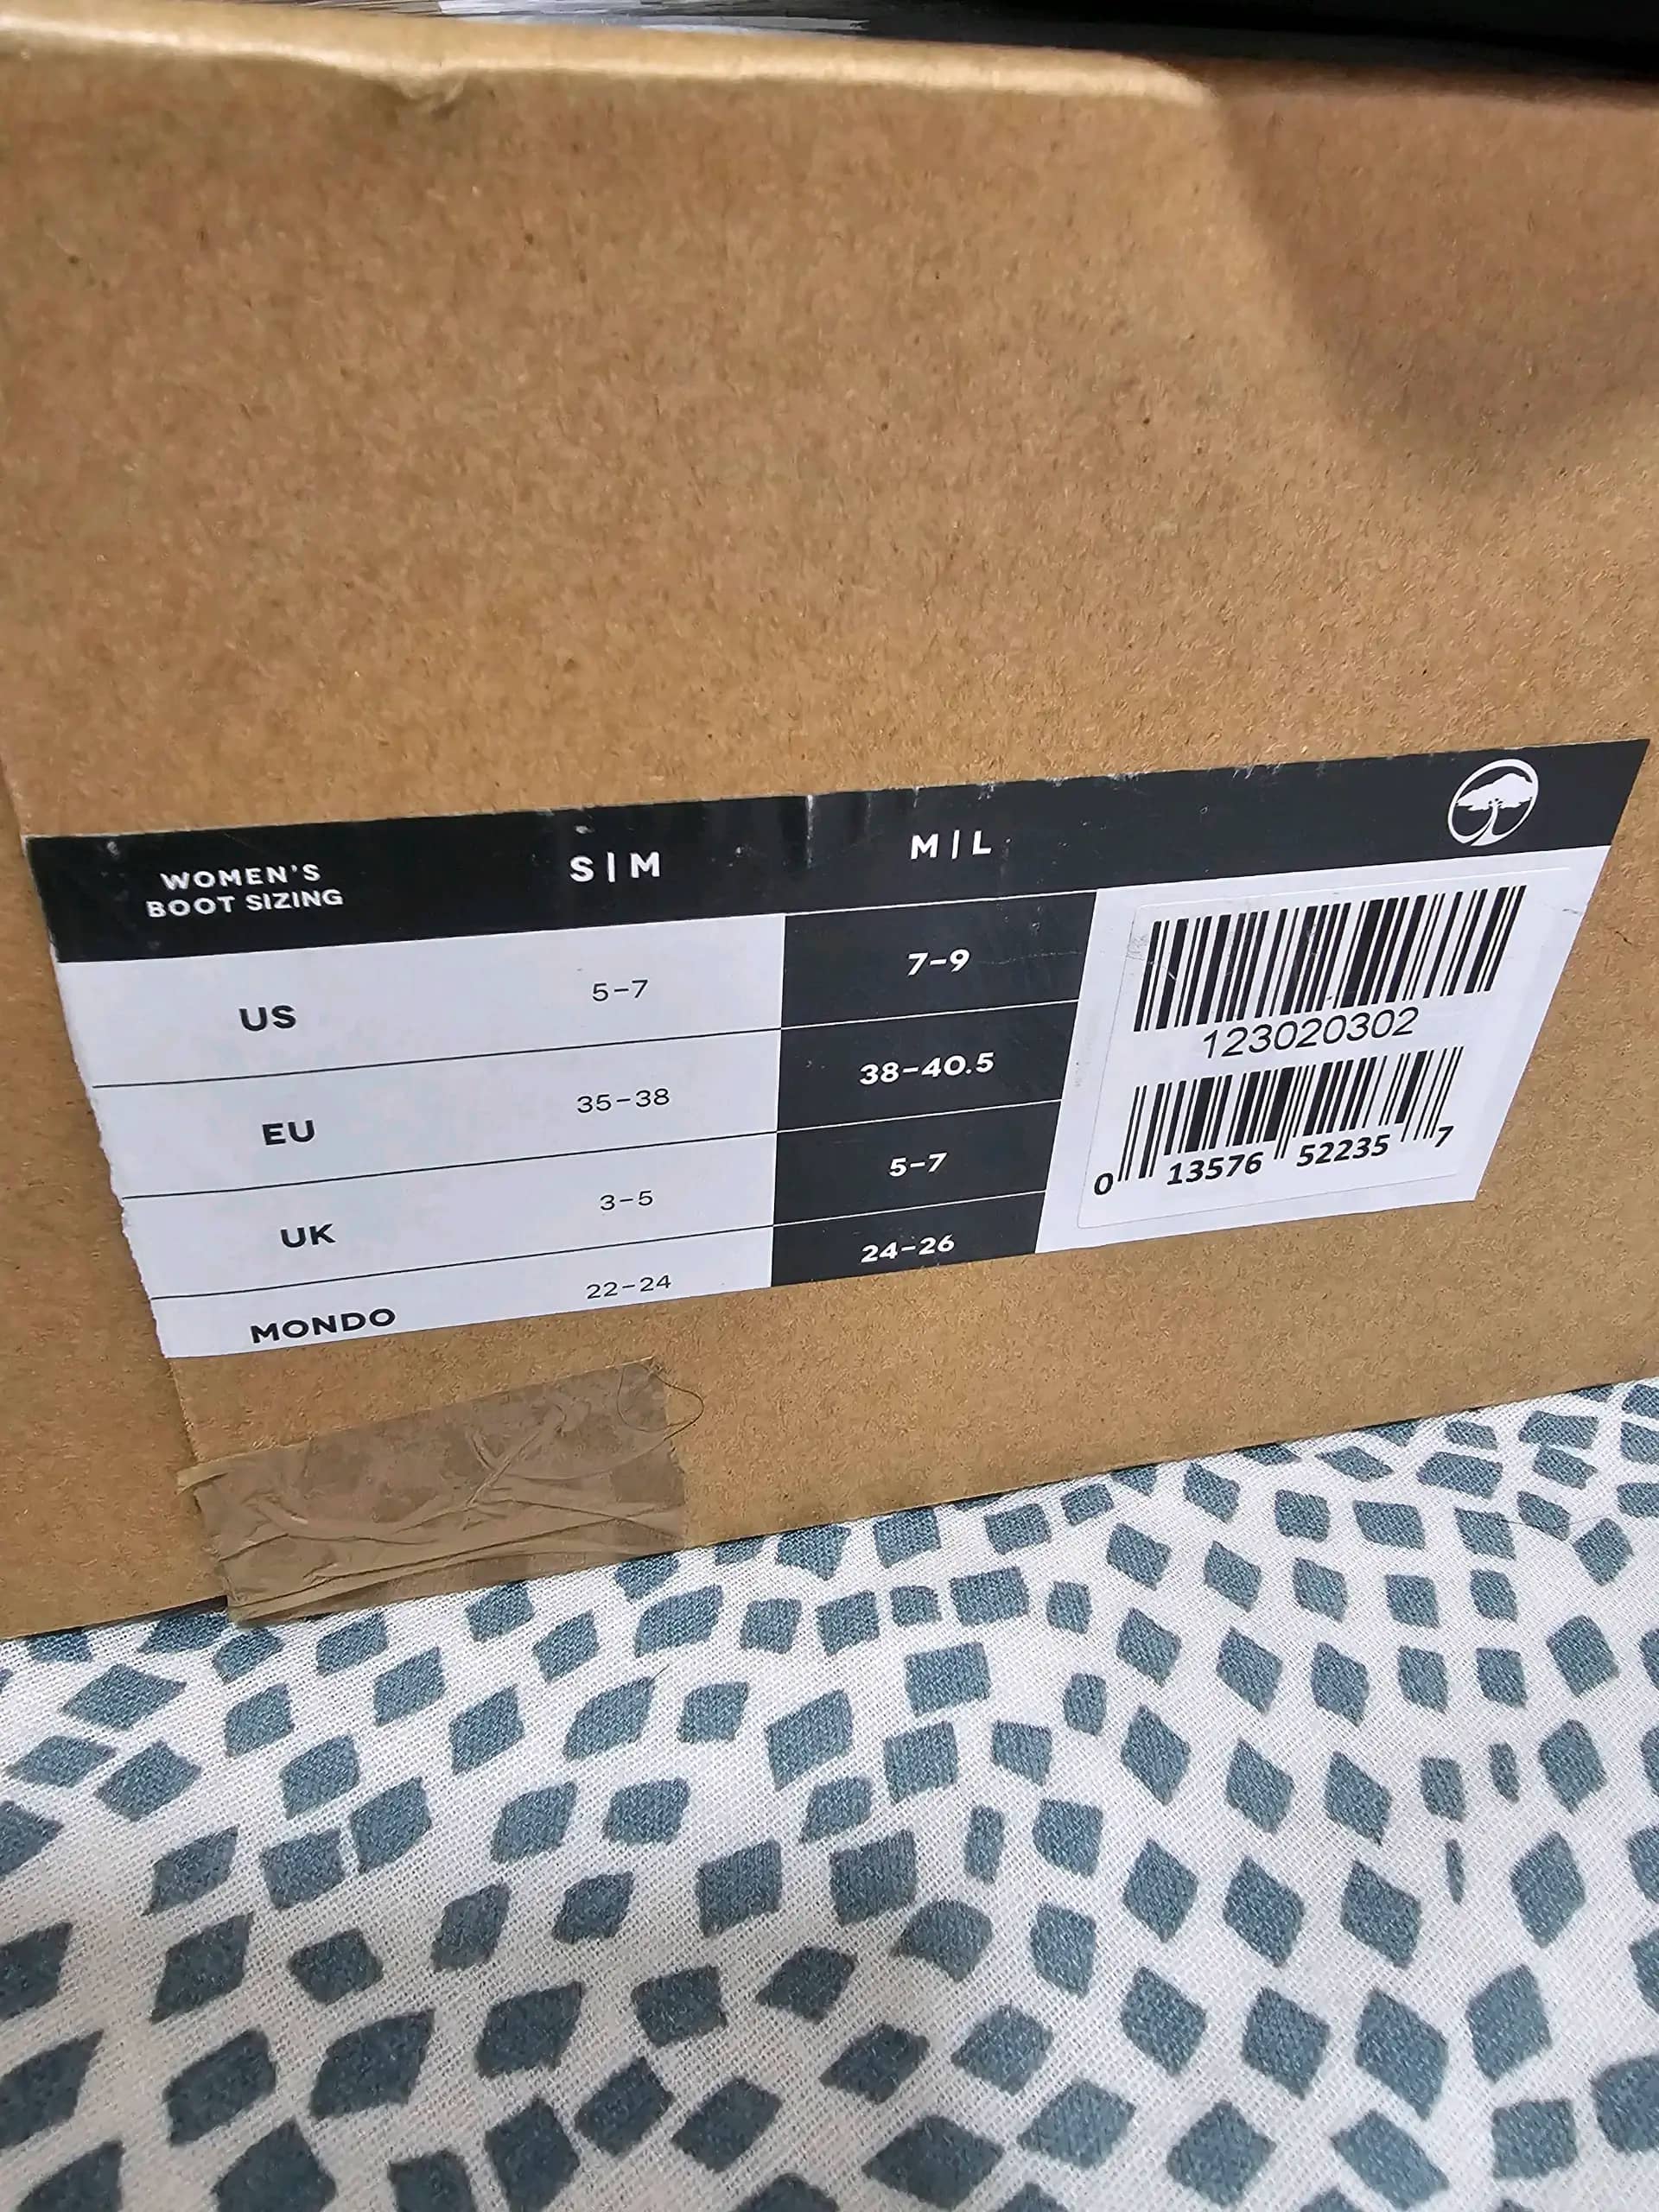 WOMEN'S
BOOT SIZING
S|M
M|L
US
5-7
7-9
EU
35-38
38-40.5
UK
3-5
5-7
MONDO
22-24
24-26
123020302
0 13576 52235 7